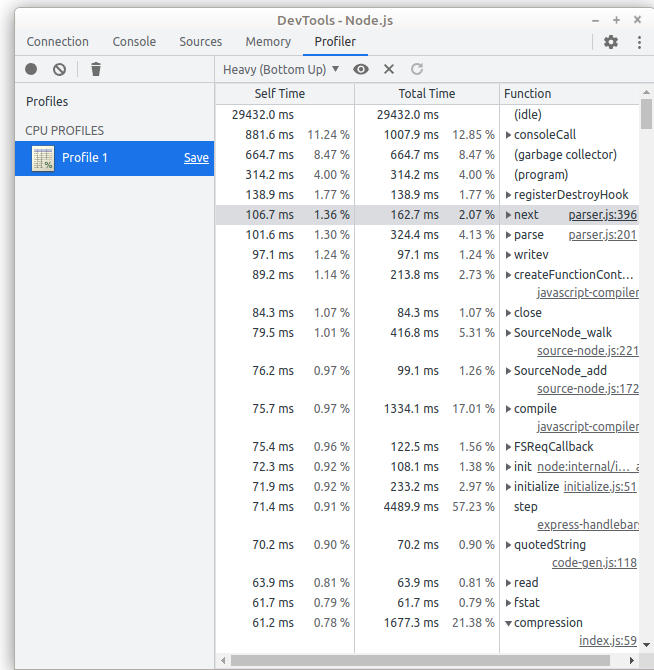 DevTools - Node.js
Connection Console Sources Memory Profiler
Heavy (Bottom Up)
Profiles
CPU PROFILES
Profile 1 Save
%
Self Time Total Time Function
29432.0 ms 29432.0 ms (idle)
881.6 ms 11.24 % 1007.9 ms 12.85 % consoleCall
664.7 ms 8.47 % 664.7 ms 8.47 % (garbage collector)
314.2 ms 4.00 % 314.2 ms 4.00 % (program)
138.9 ms 1.77 % 138.9 ms 1.77 % registerDestroyHook
106.7 ms 1.36 % 162.7 ms 2.07 % next parser.js:396
101.6 ms 1.30 % 324.4 ms 4.13 % parse parser.js:201
97.1 ms 1.24 % 97.1 ms 1.24 % writev
89.2 ms 1.14 % 213.8 ms 2.73 % createFunctionCont...
javascript-compiler
84.3 ms 1.07 % 84.3 ms 1.07 % close
79.5 ms 1.01 % 416.8 ms 5.31 % SourceNode_walk
source-node.js:221
76.2 ms 0.97 % 99.1 ms 1.26 % SourceNode_add
source-node.js:172
75.7 ms 0.97 % 1334.1 ms 17.01 % compile
javascript-compiler
75.4 ms 0.96 % 122.5 ms 1.56 % FSReqCallback
72.3 ms 0.92 % 108.1 ms 1.38 % init node:internal/i... a
71.9 ms 0.92 % 233.2 ms 2.97 % initialize initialize.js:51
71.4 ms 0.91 % 4489.9 ms 57.23 % step
express-handlebar
70.2 ms 0.90 % 70.2 ms 0.90 % quotedString
code-gen.js:118
63.9 ms 0.81 % 63.9 ms 0.81 % read
61.7 ms 0.79 % 61.7 ms 0.79 % fstat
61.2 ms 0.78 % 1677.3 ms 21.38 % compression
index.js:59